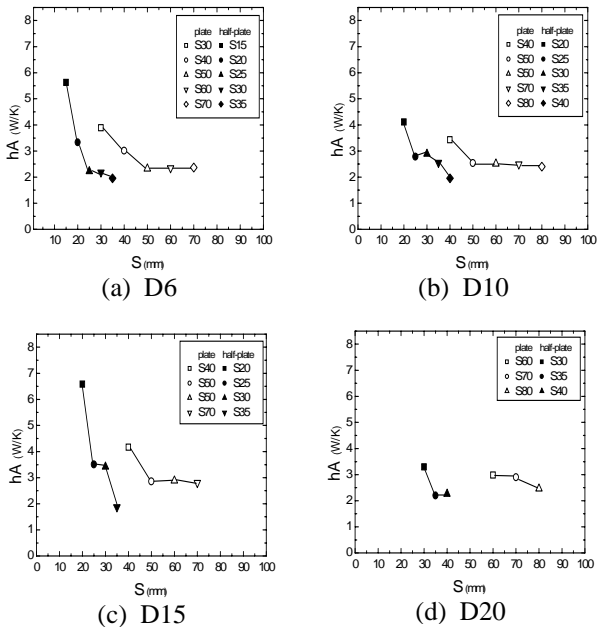 plate half-plate
S30 S15
S40 S20
S50 S25
S60 S30
S70 S35
hA (W/K)
8
7
6
5
4
3
2
1
0
10 20 30 40 50 60 70 80 90 100
S (mm)
(a) D6
plate half-plate
S40 S20
S50 S25
S60 S30
S70 S35
S80 S40
hA (W/K)
8
7
6
5
4
3
2
1
0
0 10 20 30 40 50 60 70 80 90 100
S (mm)
(b) D10
plate half-plate
S40 S20
S50 S25
S60 S30
S70 S35
hA (W/K)
8
7
6
5
4
3
2
1
0
0 10 20 30 40 50 60 70 80 90 100
S (mm)
(c) D15
plate half-plate
S60 S30
S70 S35
S80 S40
hA (W/K)
8
7
6
5
4
3
2
1
0
0 10 20 30 40 50 60 70 80 90 100
S (mm)
(d) D20